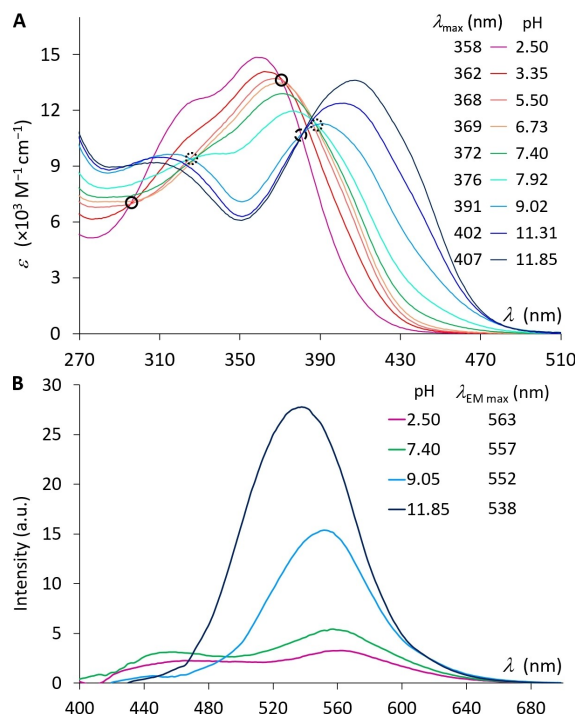 A
λmax (nm) pH
15
358 2.50
362 3.35
12
368 5.50
369 6.73
9
372 7.40
376 7.92
6
391 9.02
402 11.31
3
407 11.85
ε (×10³ M⁻¹ cm⁻¹)
λ (nm)
0
270 310 350 390 430 470 510
B
30
pH λEM max (nm)
2.50 563
25
7.40 557
9.05 552
20
11.85 538
15
Intensity (a.u.)
10
5
λ (nm)
0
400 440 480 520 560 600 640 680